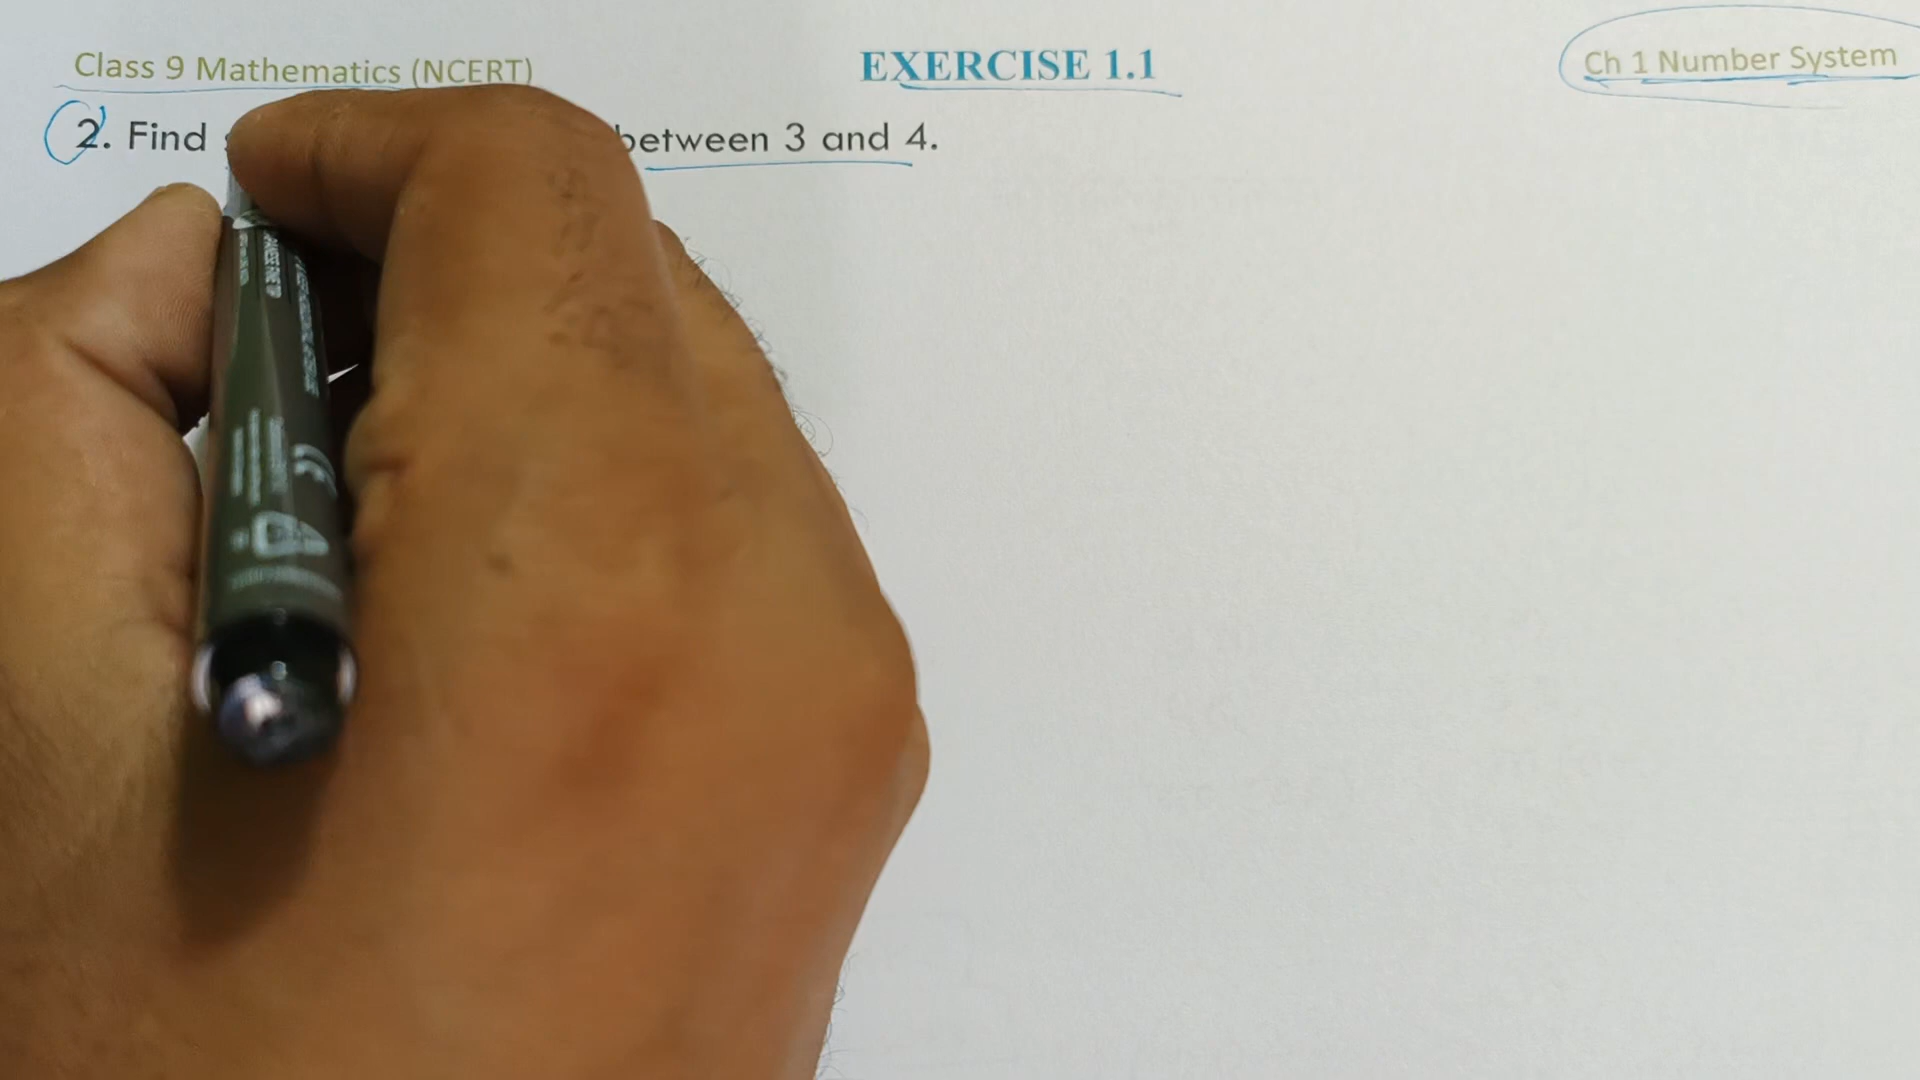 Class 9 Mathematics (NCERT) EXERCISE 1.1 Ch 1 Number System
2. Find between 3 and 4.